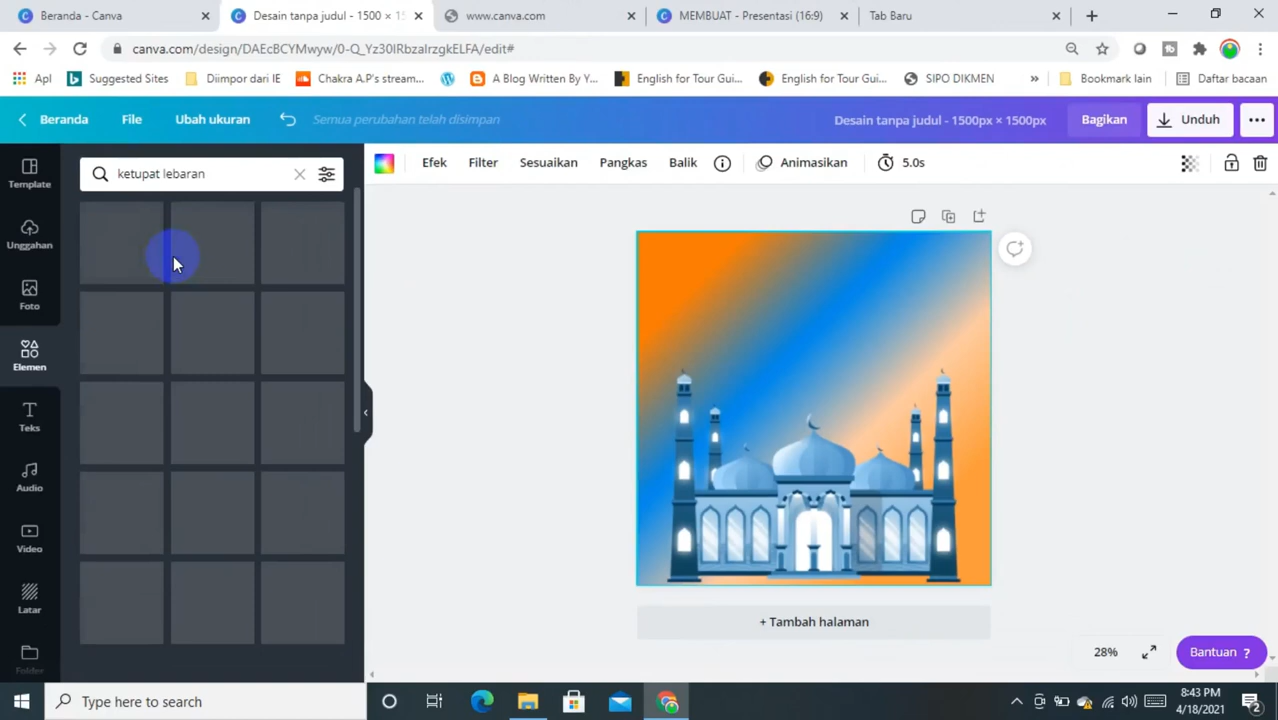 Beranda - Canva
Desain tanpa judul - 1500 × 15
www.canva.com
MEMBUAT - Presentasi (16:9)
Tab Baru
canva.com/design/DAEcBCYMwyw/0-Q_Yz30IRbzaIrzgkELFA/edit#
Apl
Suggested Sites
Diimpor dari IE
Chakra A.P's stream...
A Blog Written By Y...
English for Tour Gui...
English for Tour Gui...
SIPO DIKMEN
»
Bookmark lain
Daftar bacaan
Beranda
File
Ubah ukuran
Semua perubahan telah disimpan
Desain tanpa judul - 1500px × 1500px
Bagikan
Unduh
Template
ketupat lebaran
Efek
Filter
Sesuaikan
Pangkas
Balik
Animasikan
5.0s
Unggahan
Foto
Elemen
Teks
Audio
Video
Latar
Folder
+ Tambah halaman
28%
Bantuan ?
Type here to search
8:43 PM
4/18/2021
2